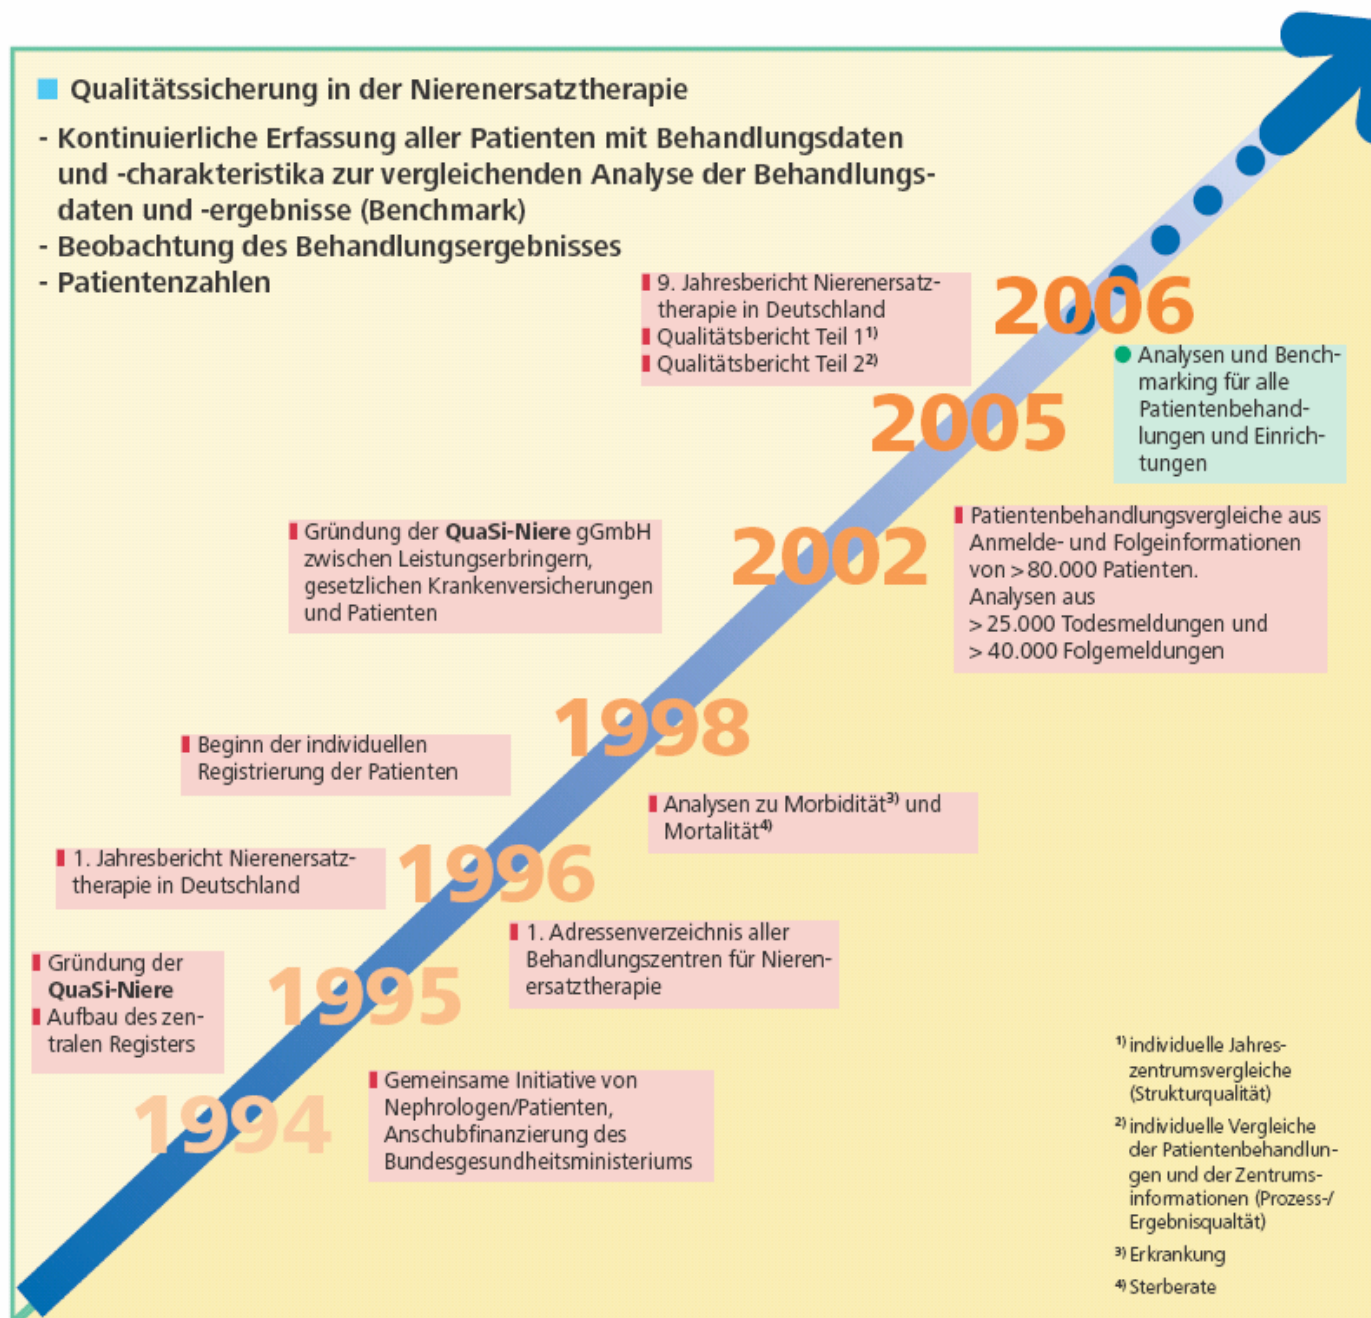 Qualitätssicherung in der Nierenersatztherapie
- Kontinuierliche Erfassung aller Patienten mit Behandlungsdaten
und -charakteristika zur vergleichenden Analyse der Behandlungs-
daten und -ergebnisse (Benchmark)
- Beobachtung des Behandlungsergebnisses
- Patientenzahlen
9. Jahresbericht Nierenersatz-
therapie in Deutschland
Qualitätsbericht Teil 1¹⁾
Qualitätsbericht Teil 2²⁾
2006
Analysen und Bench-
marking für alle
Patientenbehand-
lungen und Einrich-
tungen
2005
Patientenbehandlungsvergleiche aus
Anmelde- und Folgeinformationen
von > 80.000 Patienten.
Analysen aus
> 25.000 Todesmeldungen und
> 40.000 Folgemeldungen
Gründung der QuaSi-Niere gGmbH
zwischen Leistungserbringern,
gesetzlichen Krankenversicherungen
und Patienten
2002
1998
Beginn der individuellen
Registrierung der Patienten
Analysen zu Morbidität³⁾ und
Mortalität⁴⁾
1. Jahresbericht Nierenersatz-
therapie in Deutschland
1996
1. Adressenverzeichnis aller
Behandlungszentren für Nieren-
ersatztherapie
Gründung der
QuaSi-Niere
Aufbau des zen-
tralen Registers
1995
Gemeinsame Initiative von
Nephrologen/Patienten,
Anschubfinanzierung des
Bundesgesundheitsministeriums
1994
¹⁾ individuelle Jahres-
zentrumsvergleiche
(Strukturqualität)
²⁾ individuelle Vergleiche
der Patientenbehandlun-
gen und der Zentrums-
informationen (Prozess-/
Ergebnisqualtät)
³⁾ Erkrankung
⁴⁾ Sterberate